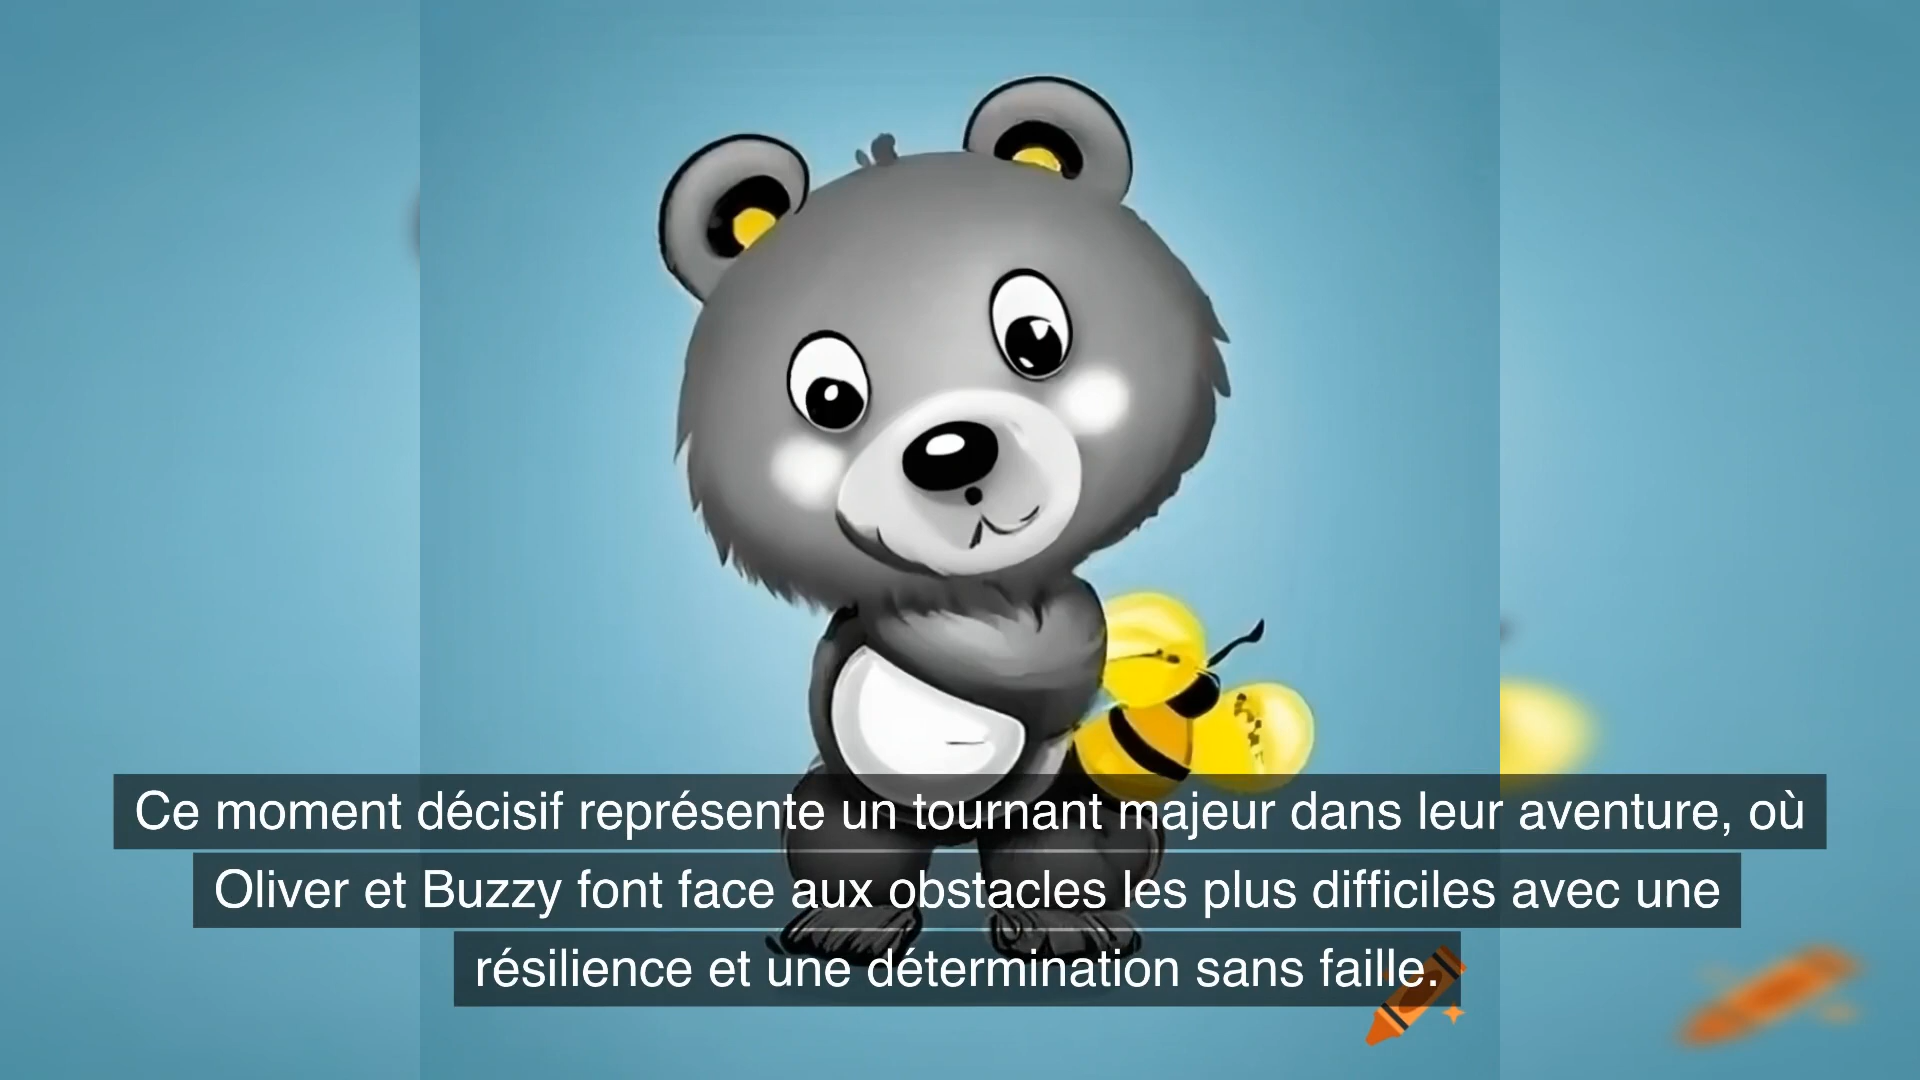 Ce moment décisif représente un tournant majeur dans leur aventure, où
Oliver et Buzzy font face aux obstacles les plus difficiles avec une
résilience et une détermination sans faille.